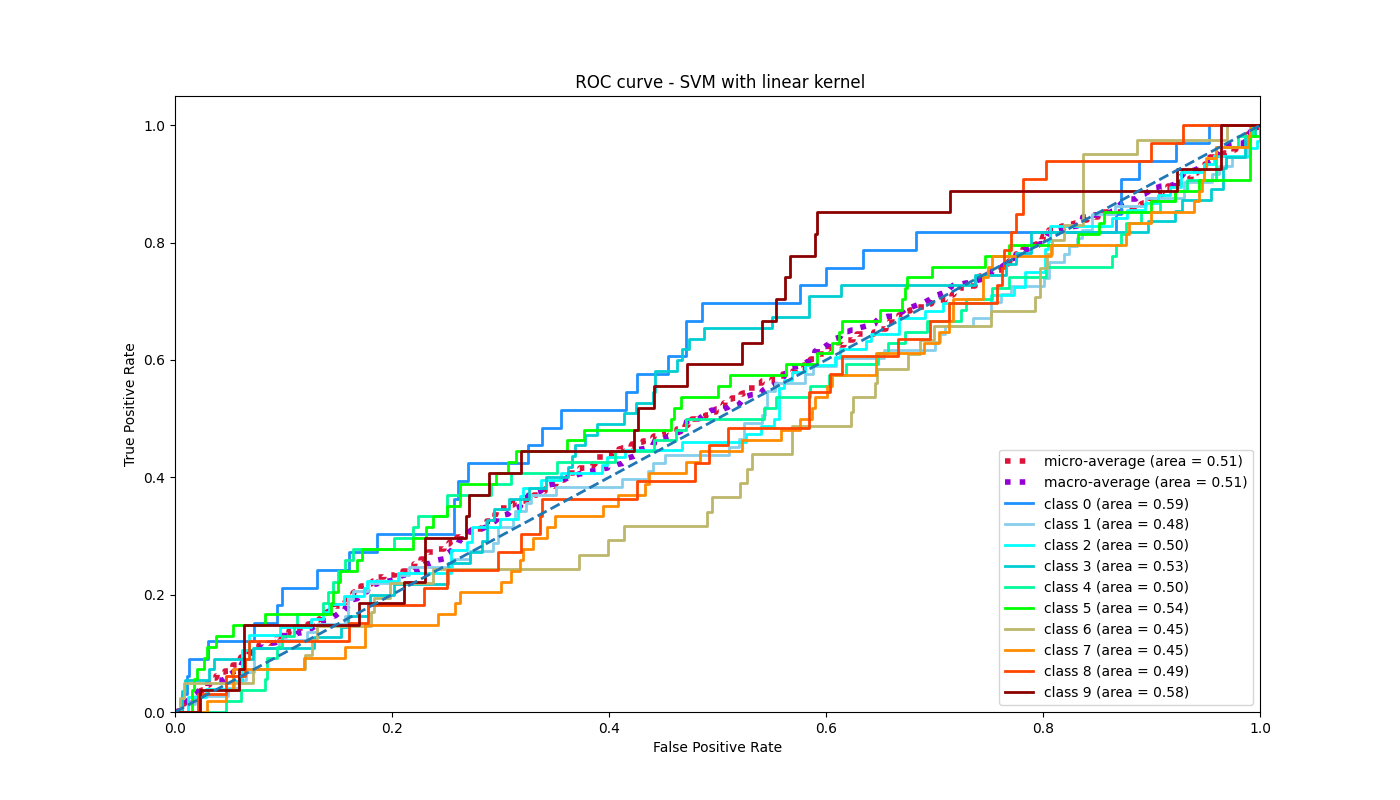 ROC curve - SVM with linear kernel
True Positive Rate
1.0
0.8
0.6
0.4
0.2
0.0
0.0 0.2 0.4 0.6 0.8 1.0
False Positive Rate
micro-average (area = 0.51)
macro-average (area = 0.51)
class 0 (area = 0.59)
class 1 (area = 0.48)
class 2 (area = 0.50)
class 3 (area = 0.53)
class 4 (area = 0.50)
class 5 (area = 0.54)
class 6 (area = 0.45)
class 7 (area = 0.45)
class 8 (area = 0.49)
class 9 (area = 0.58)